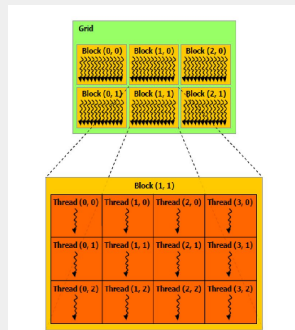 Grid
Block (0, 0) Block (1, 0) Block (2, 0)
Block (0, 1) Block (1, 1) Block (2, 1)
Block (1, 1)
Thread (0, 0) Thread (1, 0) Thread (2, 0) Thread (3, 0)
Thread (0, 1) Thread (1, 1) Thread (2, 1) Thread (3, 1)
Thread (0, 2) Thread (1, 2) Thread (2, 2) Thread (3, 2)